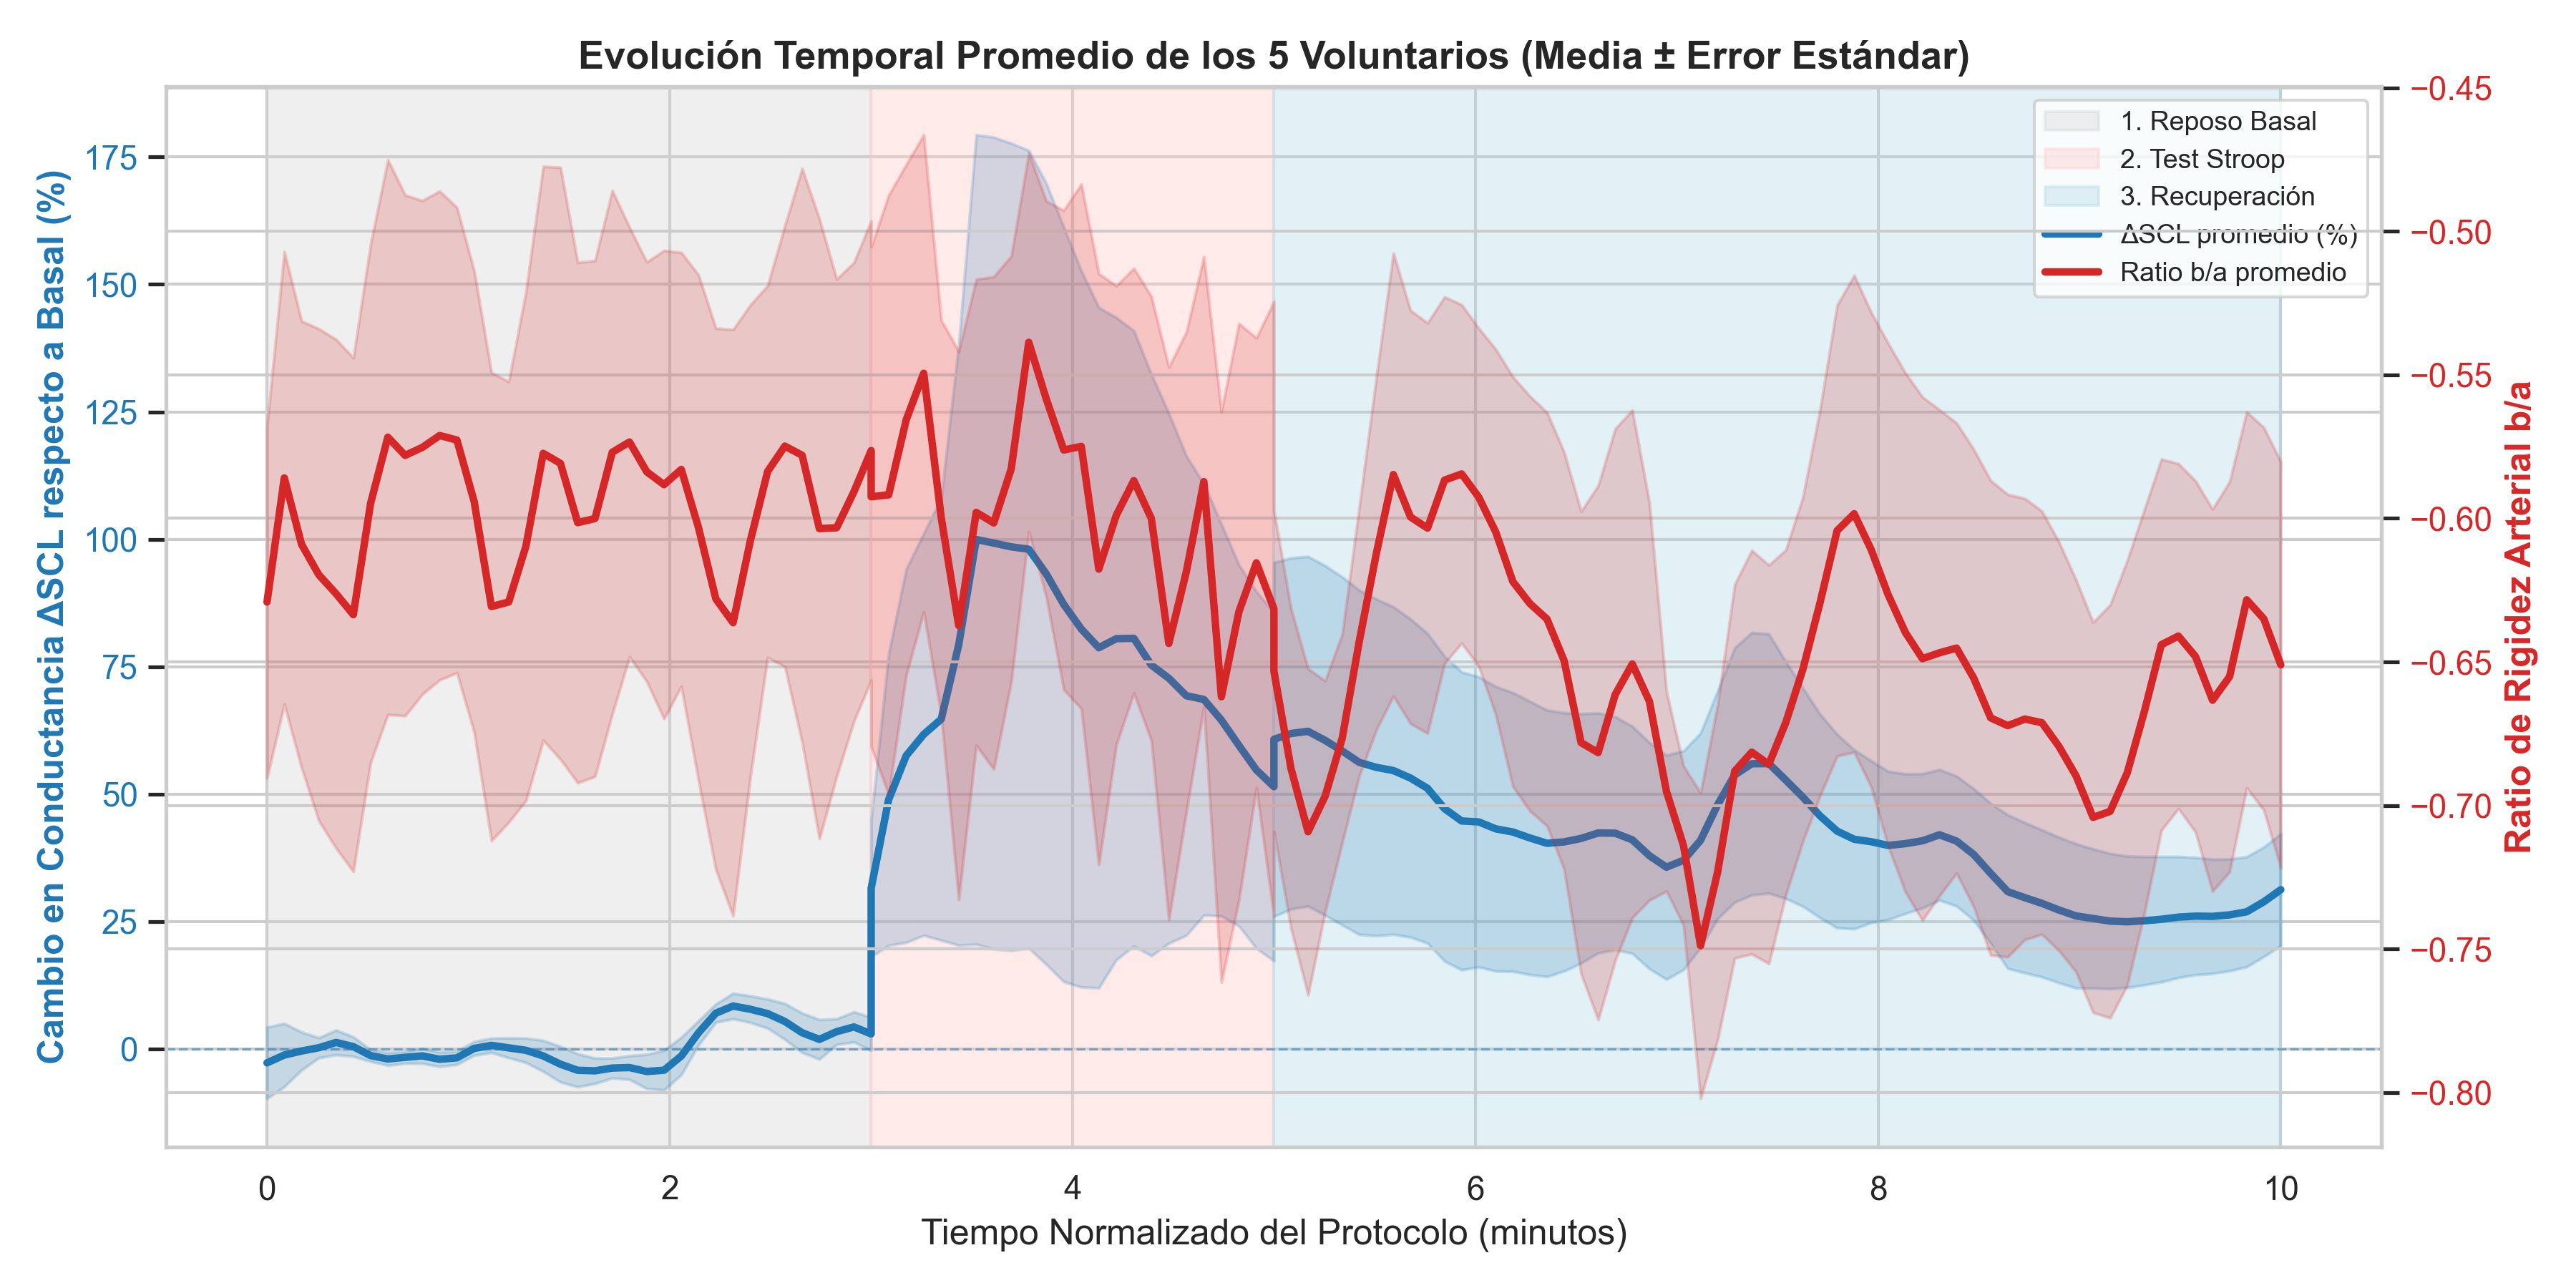 Evolución Temporal Promedio de los 5 Voluntarios (Media ± Error Estándar)
Cambio en Conductancia ΔSCL respecto a Basal (%)
175
150
125
100
75
50
25
0
1. Reposo Basal
2. Test Stroop
3. Recuperación
ΔSCL promedio (%)
Ratio b/a promedio
−0.45
−0.50
−0.55
−0.60
−0.65
−0.70
−0.75
−0.80
Ratio de Rigidez Arterial b/a
0 2 4 6 8 10
Tiempo Normalizado del Protocolo (minutos)